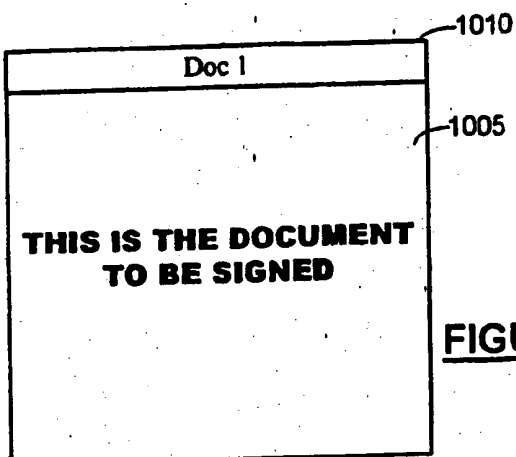 1010
Doc 1
1005
THIS IS THE DOCUMENT
TO BE SIGNED